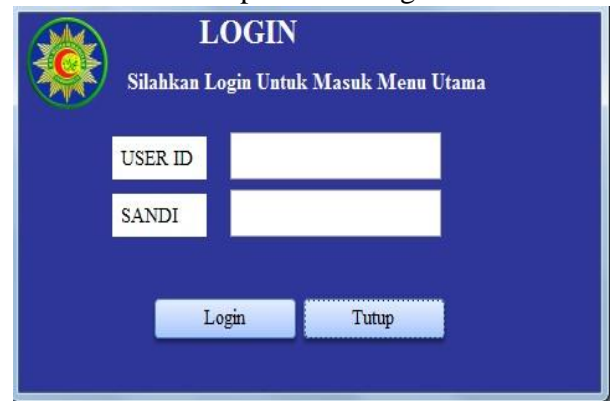 LOGIN
Silahkan Login Untuk Masuk Menu Utama
USER ID
SANDI
Login
Tutup